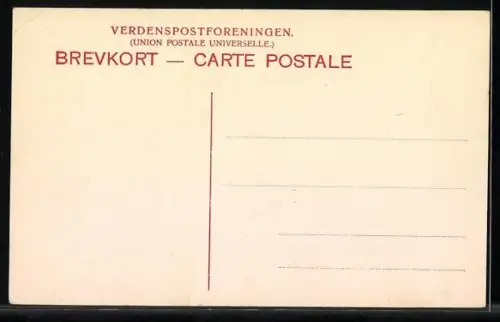 VERDENSPOSTFORENINGEN.
(UNION POSTALE UNIVERSELLE.)
BREVKORT — CARTE POSTALE